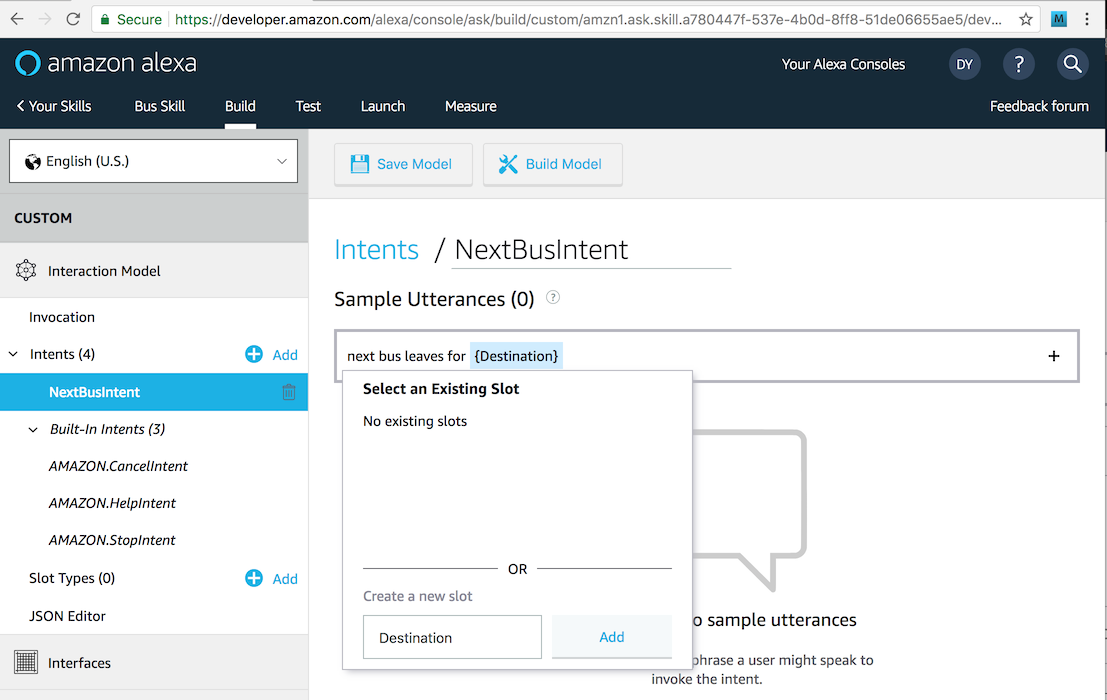 Secure https://developer.amazon.com/alexa/console/ask/build/custom/amzn1.ask.skill.a780447f-537e-4b0d-8ff8-51de06655ae5/dev... M
amazon alexa Your Alexa Consoles DY ?
Your Skills Bus Skill Build Test Launch Measure Feedback forum
English (U.S.)
Save Model Build Model
CUSTOM
Interaction Model
Invocation
Intents (4) Add
NextBusIntent
Built-In Intents (3)
AMAZON.CancelIntent
AMAZON.HelpIntent
AMAZON.StopIntent
Slot Types (0) Add
JSON Editor
Interfaces
Intents / NextBusIntent
Sample Utterances (0) ?
next bus leaves for {Destination} +
Select an Existing Slot
No existing slots
OR
Create a new slot
Destination Add
o sample utterances
phrase a user might speak to
invoke the intent.